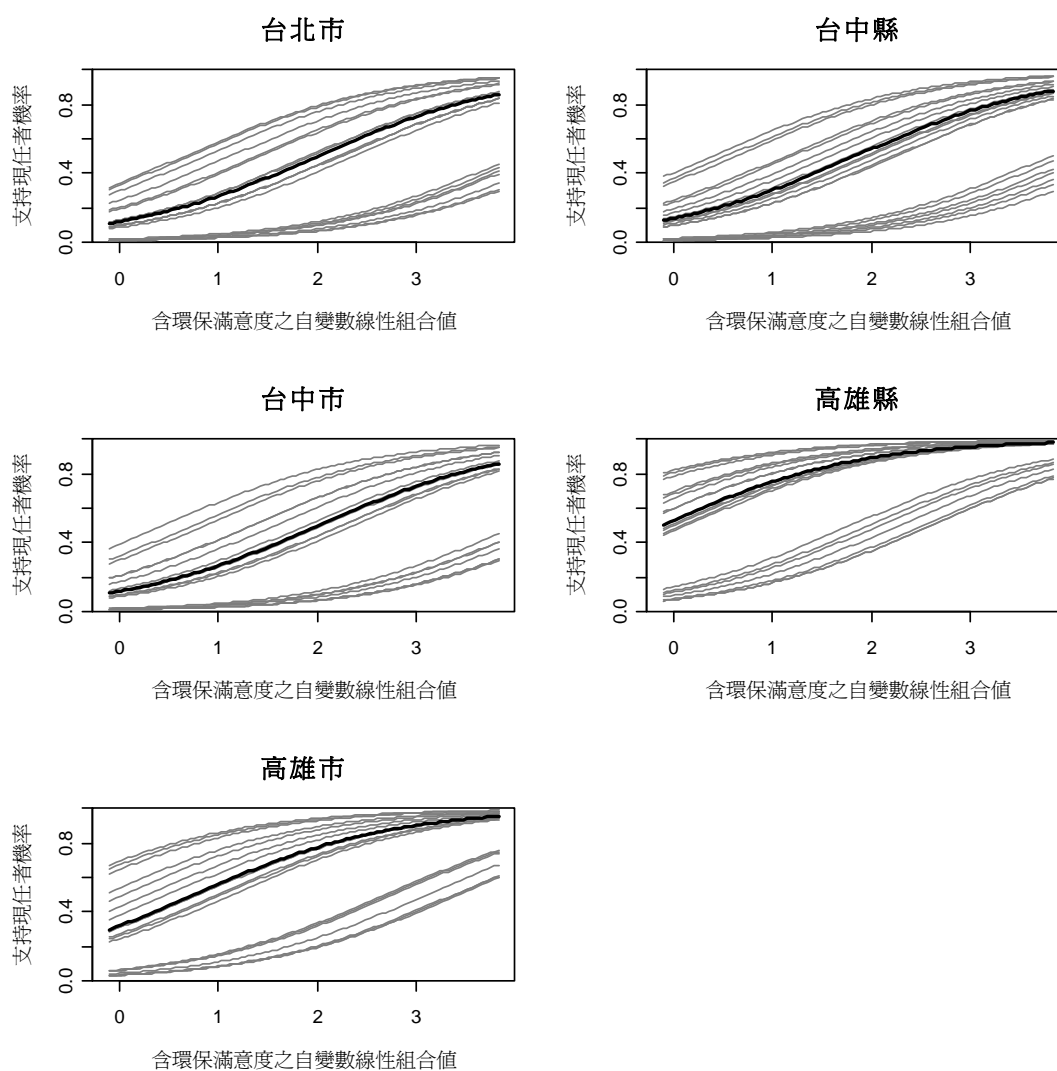 台北市
支持現任者機率
0.0 0.4 0.8
0 1 2 3
含環保滿意度之自變數線性組合值
台中縣
支持現任者機率
0.0 0.4 0.8
0 1 2 3
含環保滿意度之自變數線性組合值
台中市
支持現任者機率
0.0 0.4 0.8
0 1 2 3
含環保滿意度之自變數線性組合值
高雄縣
支持現任者機率
0.0 0.4 0.8
0 1 2 3
含環保滿意度之自變數線性組合值
高雄市
支持現任者機率
0.0 0.4 0.8
0 1 2 3
含環保滿意度之自變數線性組合值